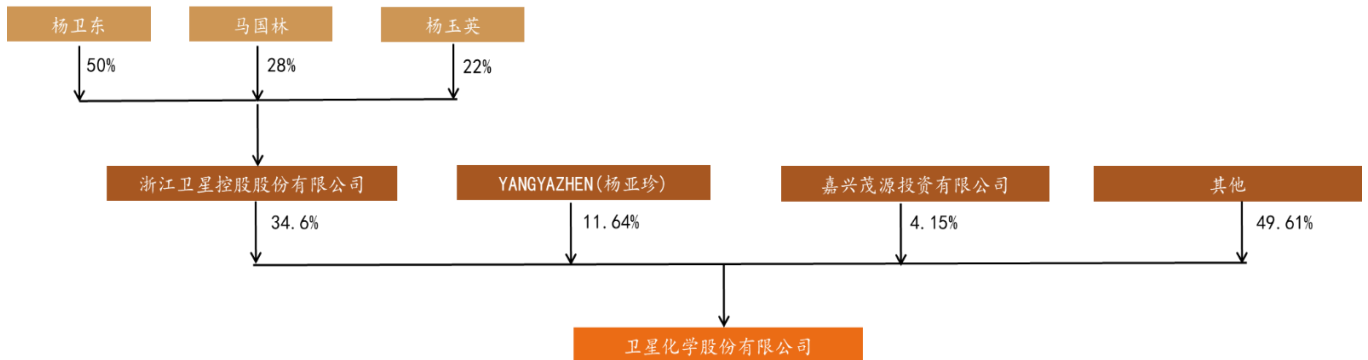 杨卫东
马国林
杨玉英
50%
28%
22%
浙江卫星控股股份有限公司
YANGYAZHEN(杨亚珍)
嘉兴茂源投资有限公司
其他
34.6%
11.64%
4.15%
49.61%
卫星化学股份有限公司